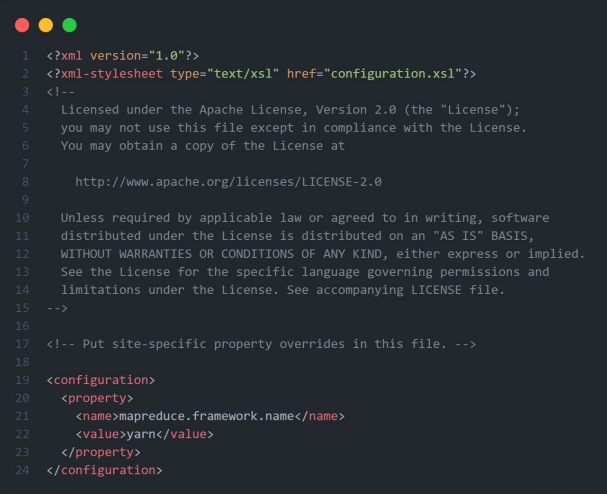 1 <?xml version="1.0"?>
2 <?xml-stylesheet type="text/xsl" href="configuration.xsl"?>
3 <!--
4 Licensed under the Apache License, Version 2.0 (the "License");
5 you may not use this file except in compliance with the License.
6 You may obtain a copy of the License at
7
8 http://www.apache.org/licenses/LICENSE-2.0
9
10 Unless required by applicable law or agreed to in writing, software
11 distributed under the License is distributed on an "AS IS" BASIS,
12 WITHOUT WARRANTIES OR CONDITIONS OF ANY KIND, either express or implied.
13 See the License for the specific language governing permissions and
14 limitations under the License. See accompanying LICENSE file.
15 -->
16
17 <!-- Put site-specific property overrides in this file. -->
18
19 <configuration>
20 <property>
21 <name>mapreduce.framework.name</name>
22 <value>yarn</value>
23 </property>
24 </configuration>